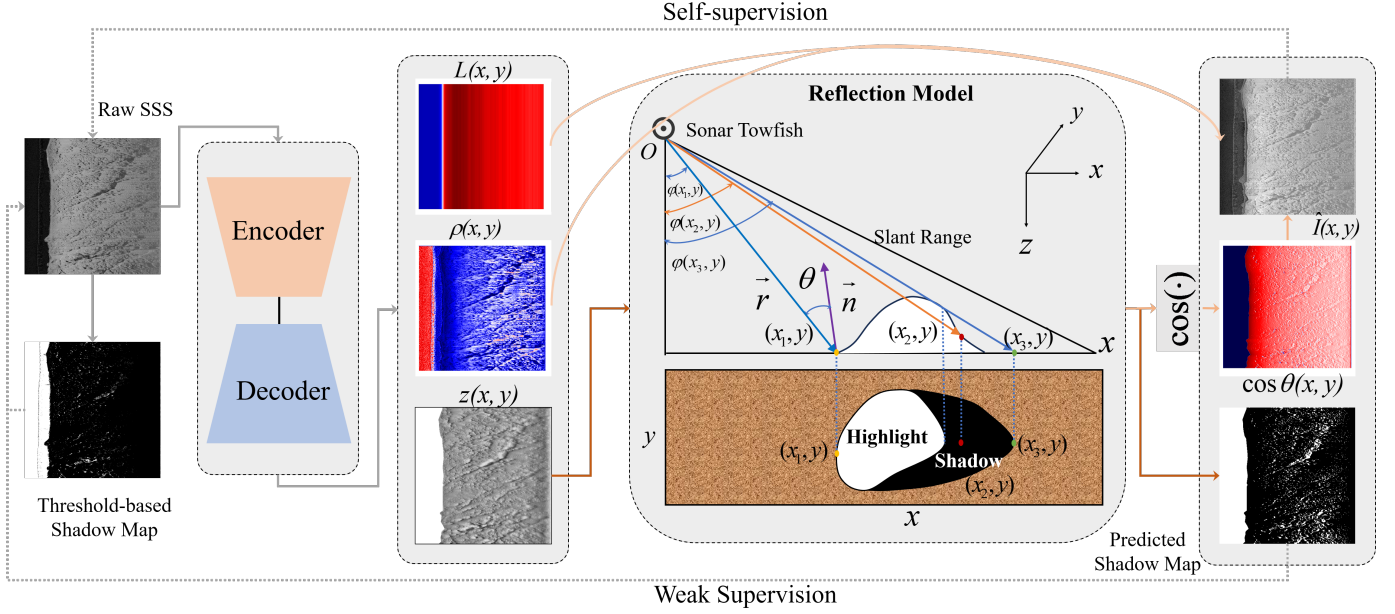 Self-supervision
Raw SSS
Threshold-based
Shadow Map
Encoder
Decoder
L(x, y)
ρ(x, y)
z(x, y)
Reflection Model
Sonar Towfish
O
φ(x₁, y)
φ(x₂, y)
φ(x₃, y)
Slant Range
y
x
z
θ
r
n
(x₁, y)
(x₂, y)
(x₃, y)
x
y
Highlight
Shadow
(x₁, y)
(x₃, y)
(x₂, y)
x
cos(·)
Î(x, y)
cos θ(x, y)
Predicted
Shadow Map
Weak Supervision